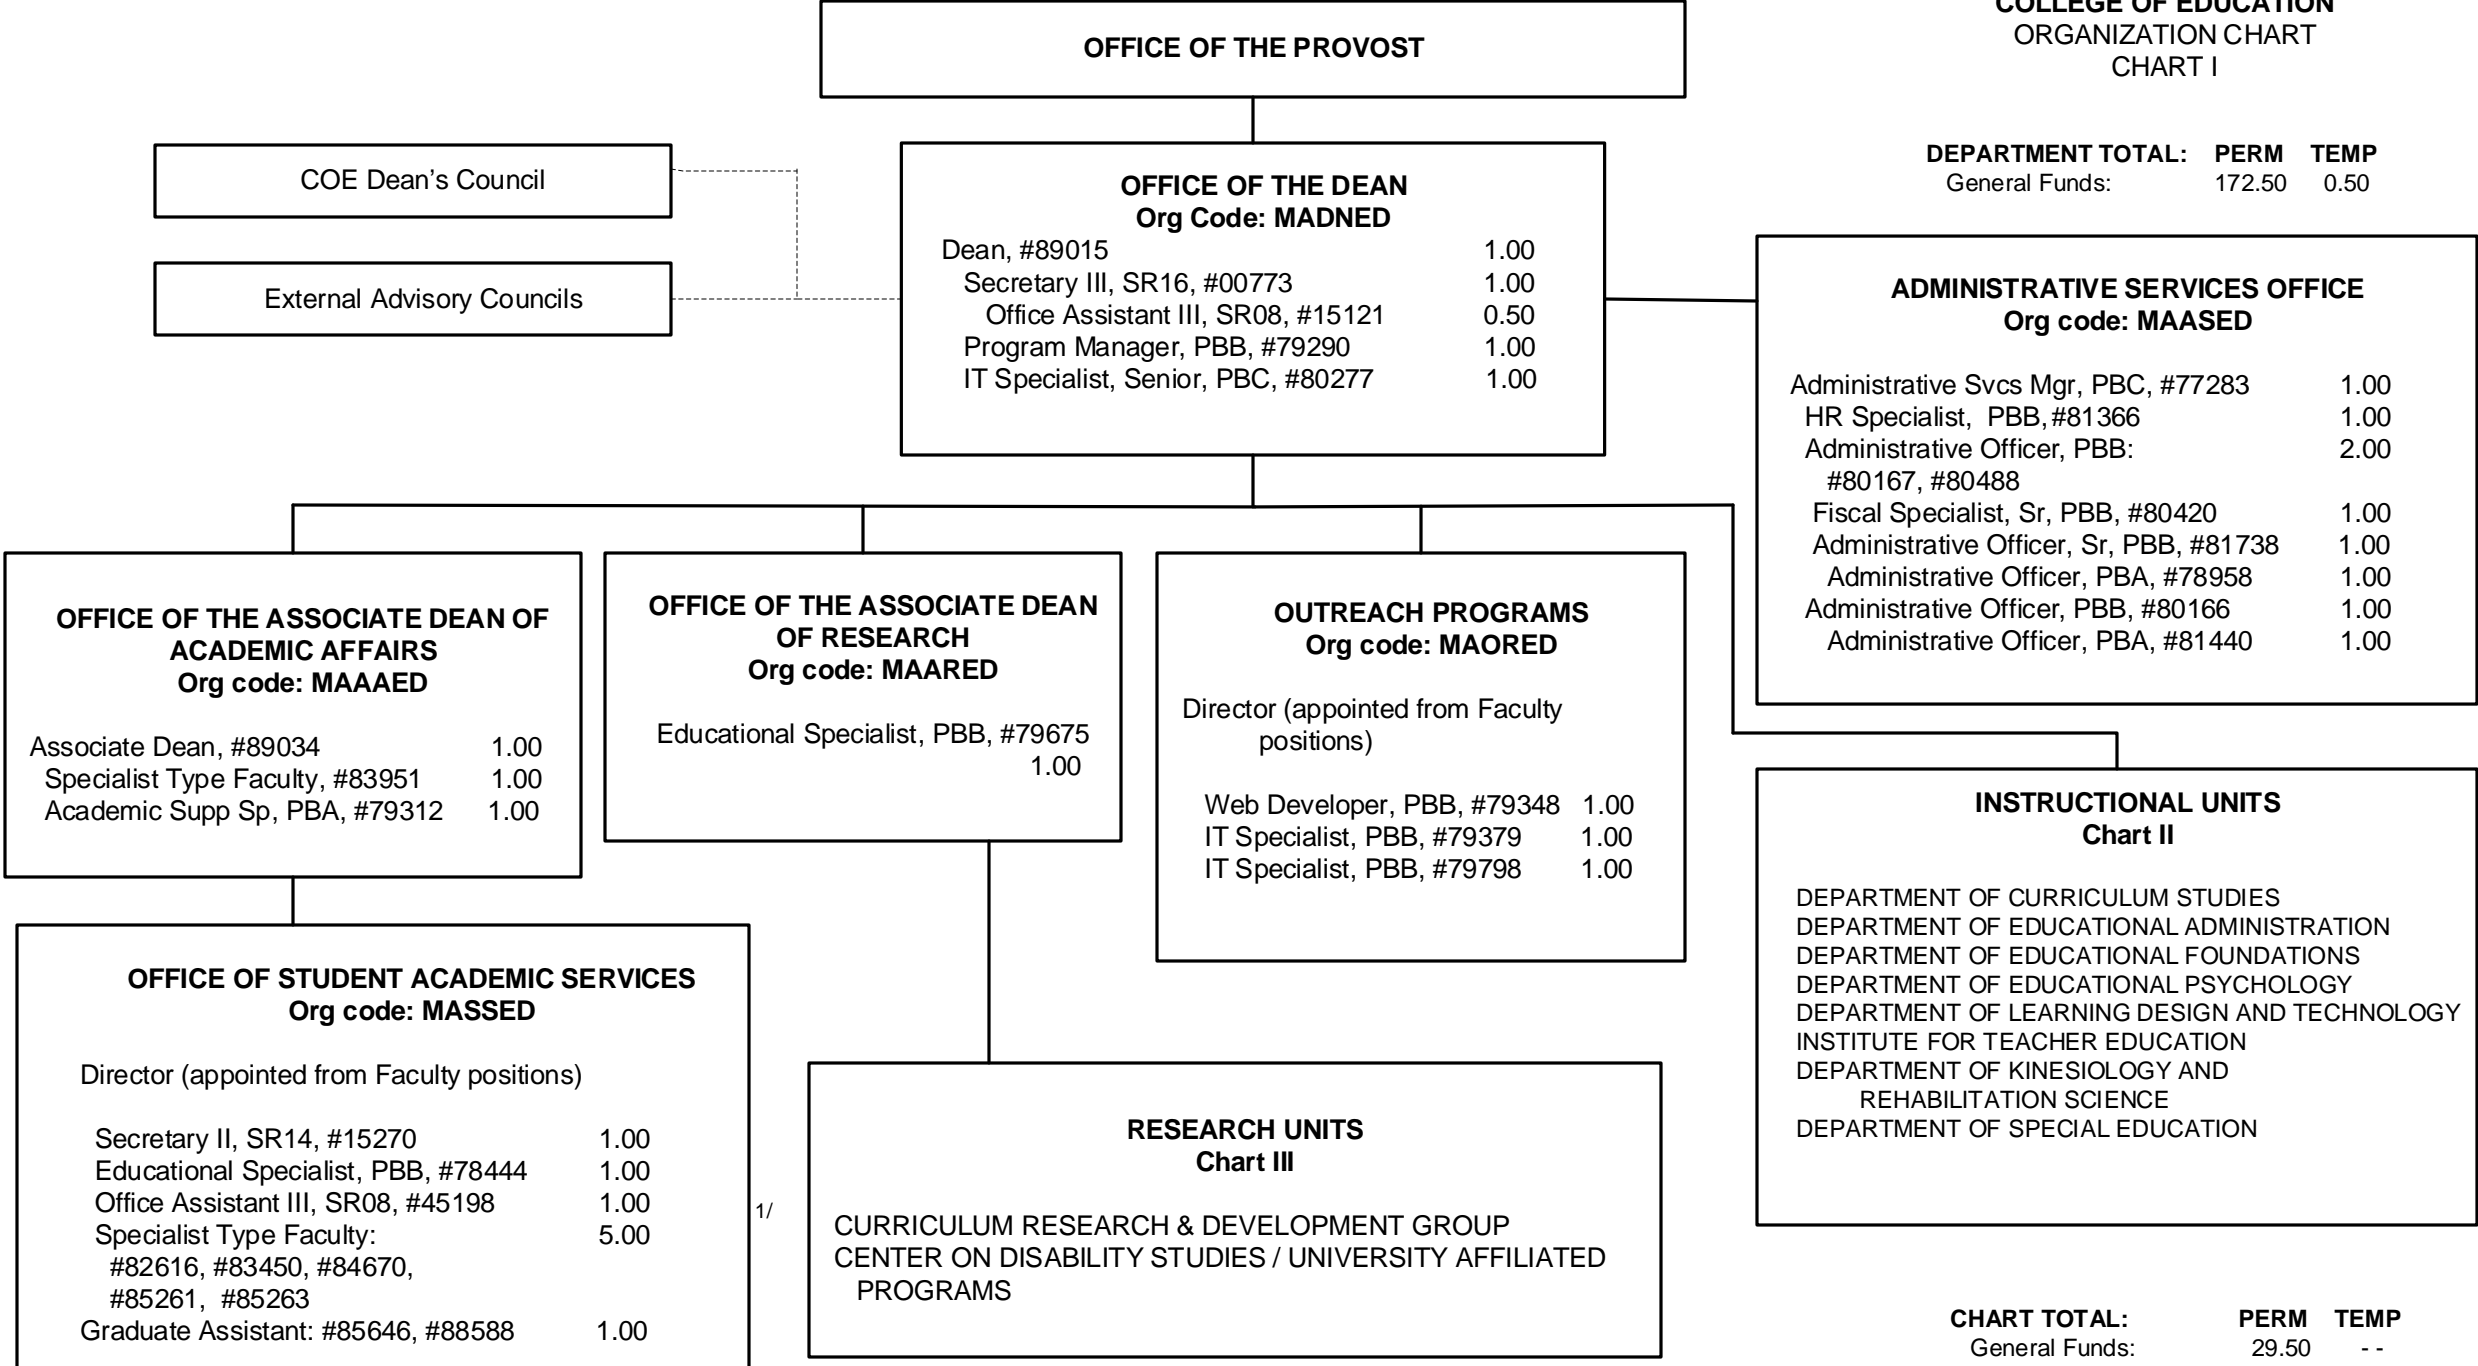 COLLEGE OF EDUCATION
ORGANIZATION CHART
CHART I
OFFICE OF THE PROVOST
DEPARTMENT TOTAL: PERM TEMP
General Funds: 172.50 0.50
COE Dean's Council
External Advisory Councils
OFFICE OF THE DEAN
Org Code: MADNED
Dean, #89015 1.00
Secretary III, SR16, #00773 1.00
Office Assistant III, SR08, #15121 0.50
Program Manager, PBB, #79290 1.00
IT Specialist, Senior, PBC, #80277 1.00
ADMINISTRATIVE SERVICES OFFICE
Org code: MAASED
Administrative Svcs Mgr, PBC, #77283 1.00
HR Specialist, PBB, #81366 1.00
Administrative Officer, PBB: 2.00
#80167, #80488
Fiscal Specialist, Sr, PBB, #80420 1.00
Administrative Officer, Sr, PBB, #81738 1.00
Administrative Officer, PBA, #78958 1.00
Administrative Officer, PBB, #80166 1.00
Administrative Officer, PBA, #81440 1.00
OFFICE OF THE ASSOCIATE DEAN OF
ACADEMIC AFFAIRS
Org code: MAAAED
Associate Dean, #89034 1.00
Specialist Type Faculty, #83951 1.00
Academic Supp Sp, PBA, #79312 1.00
OFFICE OF THE ASSOCIATE DEAN
OF RESEARCH
Org code: MAARED
Educational Specialist, PBB, #79675
1.00
OUTREACH PROGRAMS
Org code: MAORED
Director (appointed from Faculty
positions)
Web Developer, PBB, #79348 1.00
IT Specialist, PBB, #79379 1.00
IT Specialist, PBB, #79798 1.00
INSTRUCTIONAL UNITS
Chart II
DEPARTMENT OF CURRICULUM STUDIES
DEPARTMENT OF EDUCATIONAL ADMINISTRATION
DEPARTMENT OF EDUCATIONAL FOUNDATIONS
DEPARTMENT OF EDUCATIONAL PSYCHOLOGY
DEPARTMENT OF LEARNING DESIGN AND TECHNOLOGY
INSTITUTE FOR TEACHER EDUCATION
DEPARTMENT OF KINESIOLOGY AND
REHABILITATION SCIENCE
DEPARTMENT OF SPECIAL EDUCATION
OFFICE OF STUDENT ACADEMIC SERVICES
Org code: MASSED
Director (appointed from Faculty positions)
Secretary II, SR14, #15270 1.00
Educational Specialist, PBB, #78444 1.00
Office Assistant III, SR08, #45198 1.00
1/
Specialist Type Faculty: 5.00
#82616, #83450, #84670,
#85261, #85263
Graduate Assistant: #85646, #88588 1.00
RESEARCH UNITS
Chart III
CURRICULUM RESEARCH & DEVELOPMENT GROUP
CENTER ON DISABILITY STUDIES / UNIVERSITY AFFILIATED
PROGRAMS
CHART TOTAL: PERM TEMP
General Funds: 29.50 - -